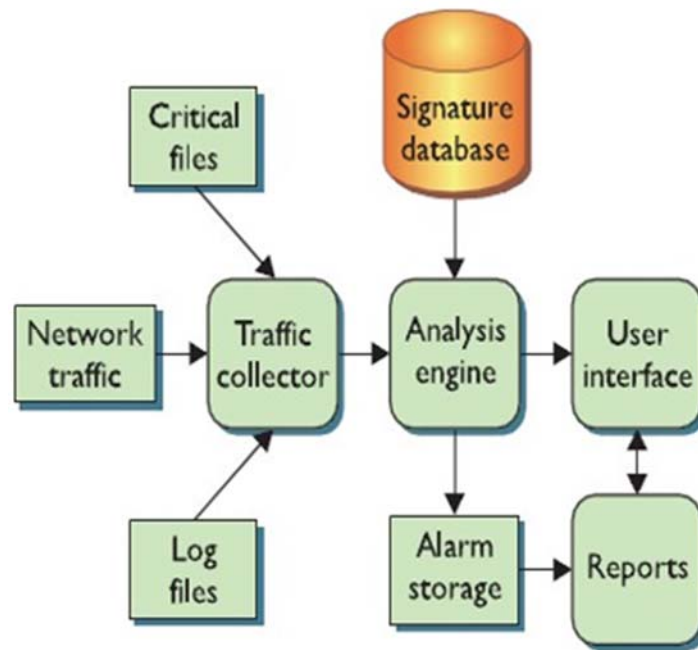 Critical
files
Signature
database
Network
traffic
Traffic
collector
Analysis
engine
User
interface
Log
files
Alarm
storage
Reports